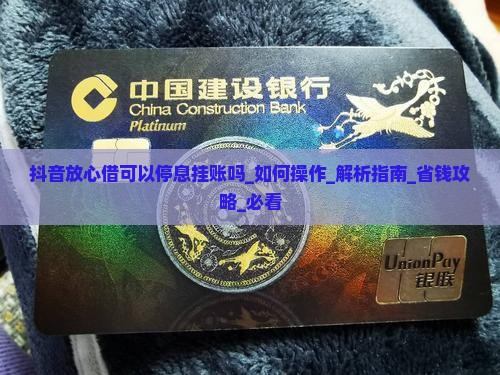 中国建设银行
China Construction Bank
Platinum
抖音放心借可以停息挂账吗_如何操作_解析指南_省钱攻
略_必看
UnionPay
银联